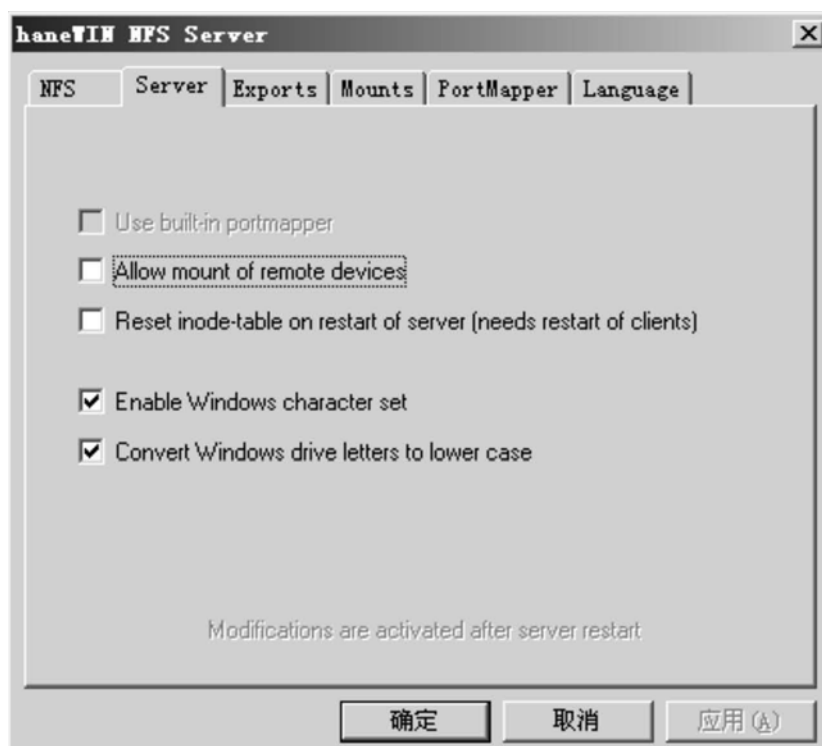 haneWIN NFS Server
NFS Server Exports Mounts PortMapper Language
Use built-in portmapper
Allow mount of remote devices
Reset inode-table on restart of server (needs restart of clients)
Enable Windows character set
Convert Windows drive letters to lower case
Modifications are activated after server restart
确定 取消 应用(A)